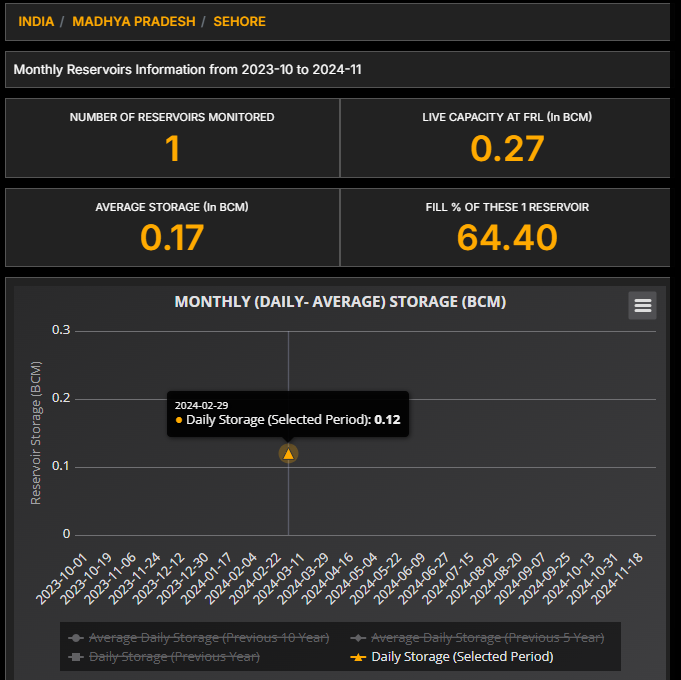 INDIA / MADHYA PRADESH / SEHORE
Monthly Reservoirs Information from 2023-10 to 2024-11
NUMBER OF RESERVOIRS MONITORED
1
LIVE CAPACITY AT FRL (In BCM)
0.27
AVERAGE STORAGE (In BCM)
0.17
FILL % OF THESE 1 RESERVOIR
64.40
MONTHLY (DAILY- AVERAGE) STORAGE (BCM)
Reservoir Storage (BCM)
0.3
0.2
0.1
0
2024-02-29
Daily Storage (Selected Period): 0.12
2023-10-01
2023-10-19
2023-11-06
2023-11-24
2023-12-12
2023-12-30
2024-01-17
2024-02-04
2024-02-22
2024-03-11
2024-03-29
2024-04-16
2024-05-04
2024-05-22
2024-06-09
2024-06-27
2024-07-15
2024-08-02
2024-08-20
2024-09-07
2024-09-25
2024-10-13
2024-10-31
2024-11-18
Average Daily Storage (Previous 10 Year)
Average Daily Storage (Previous 5 Year)
Daily Storage (Previous Year)
Daily Storage (Selected Period)